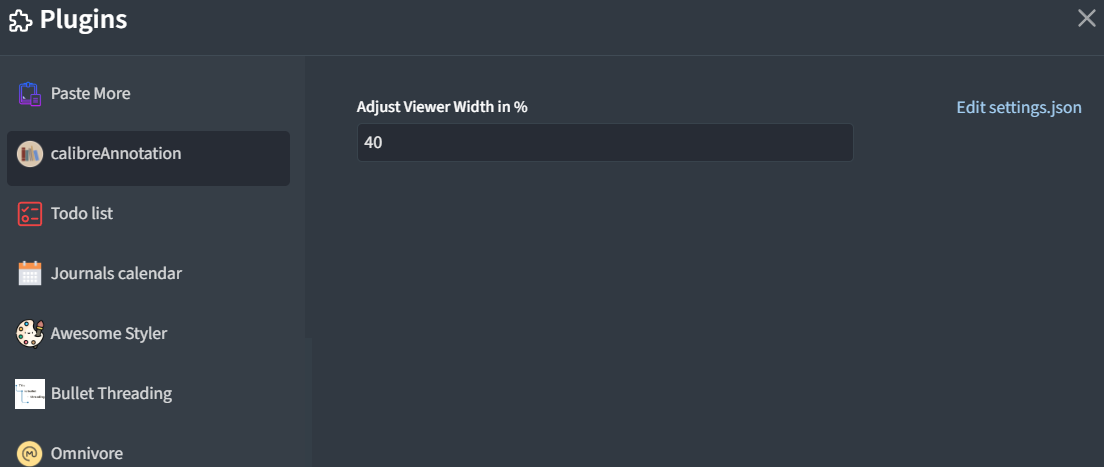 Plugins
Paste More
calibreAnnotation
Todo list
Journals calendar
Awesome Styler
Bullet Threading
Omnivore
Adjust Viewer Width in %
Edit settings.json
40